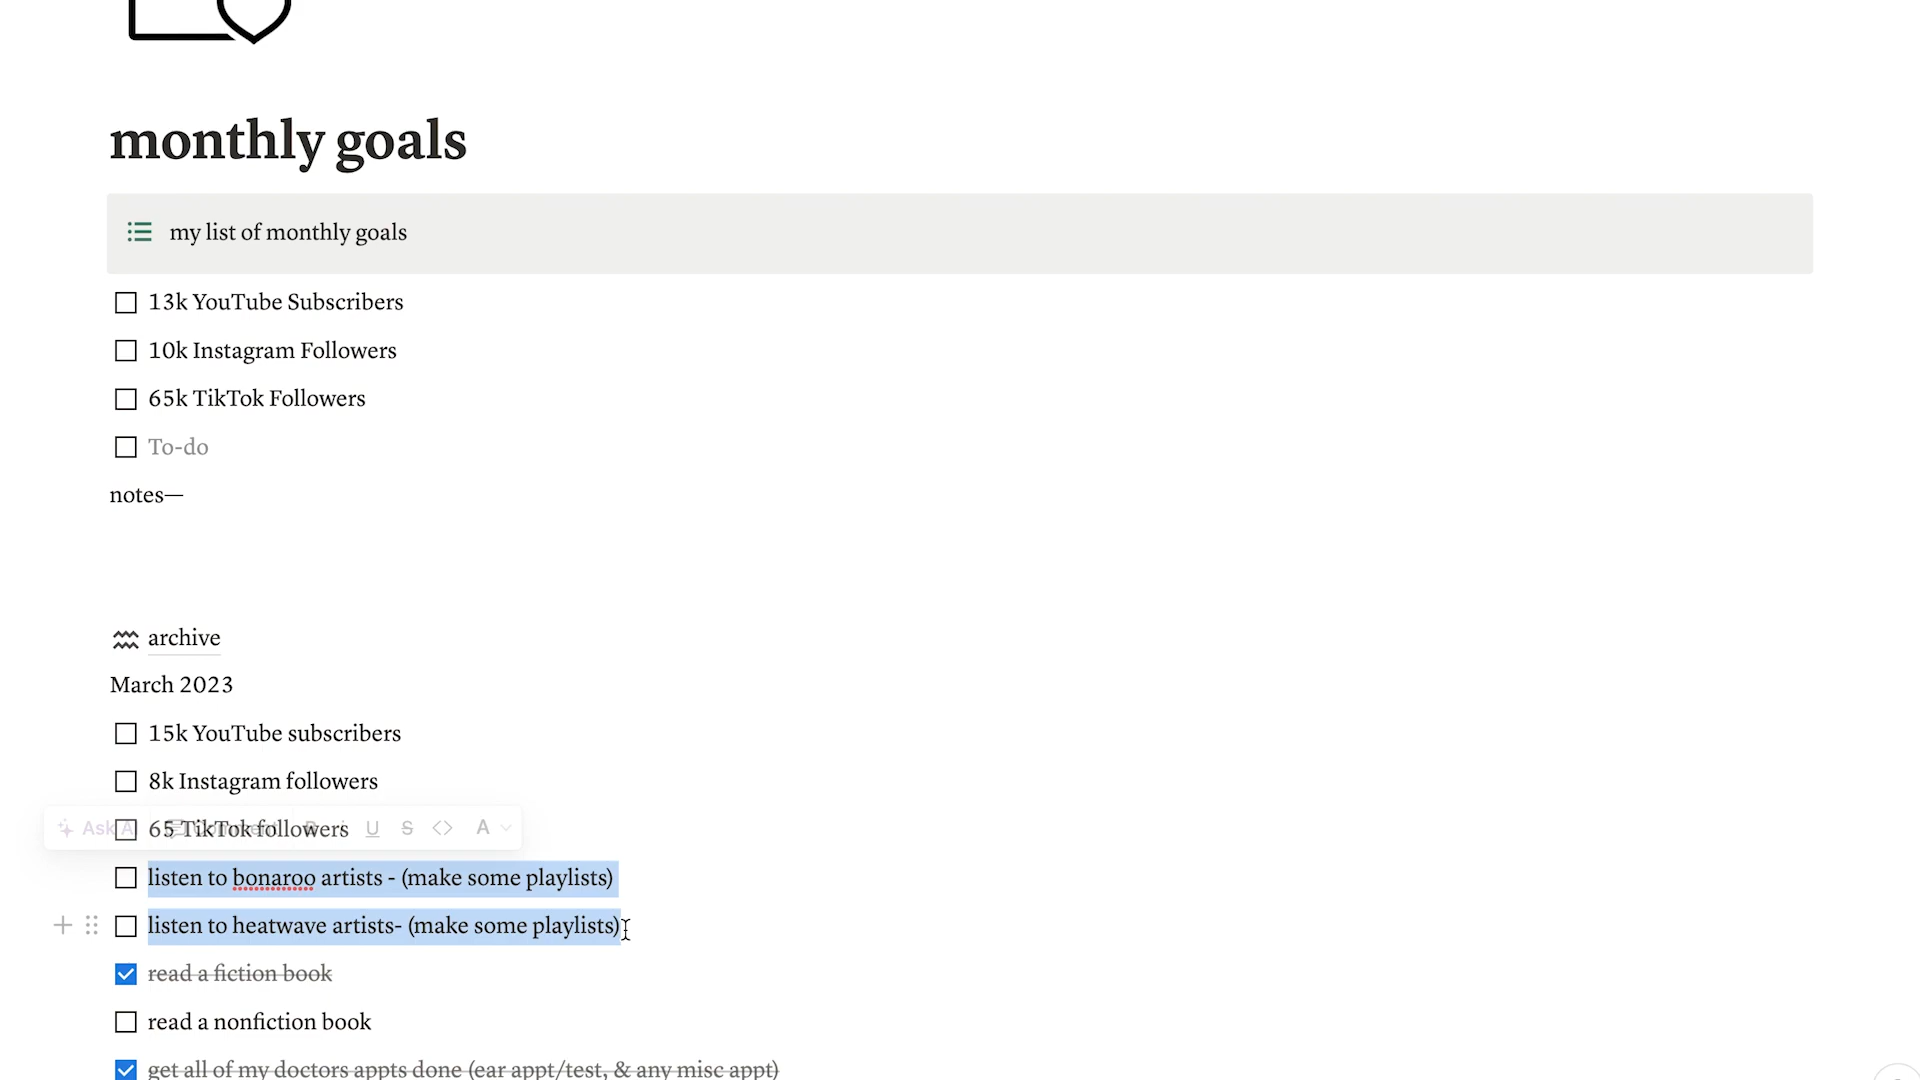 monthly goals
my list of monthly goals
13k YouTube Subscribers
10k Instagram Followers
65k TikTok Followers
To-do
notes—
archive
March 2023
15k YouTube subscribers
8k Instagram followers
65 TikTok followers
Ask A
U S <> A
listen to bonaroo artists - (make some playlists)
listen to heatwave artists- (make some playlists)
read a fiction book
read a nonfiction book
get all of my doctors appts done (ear appt/test, & any misc appt)